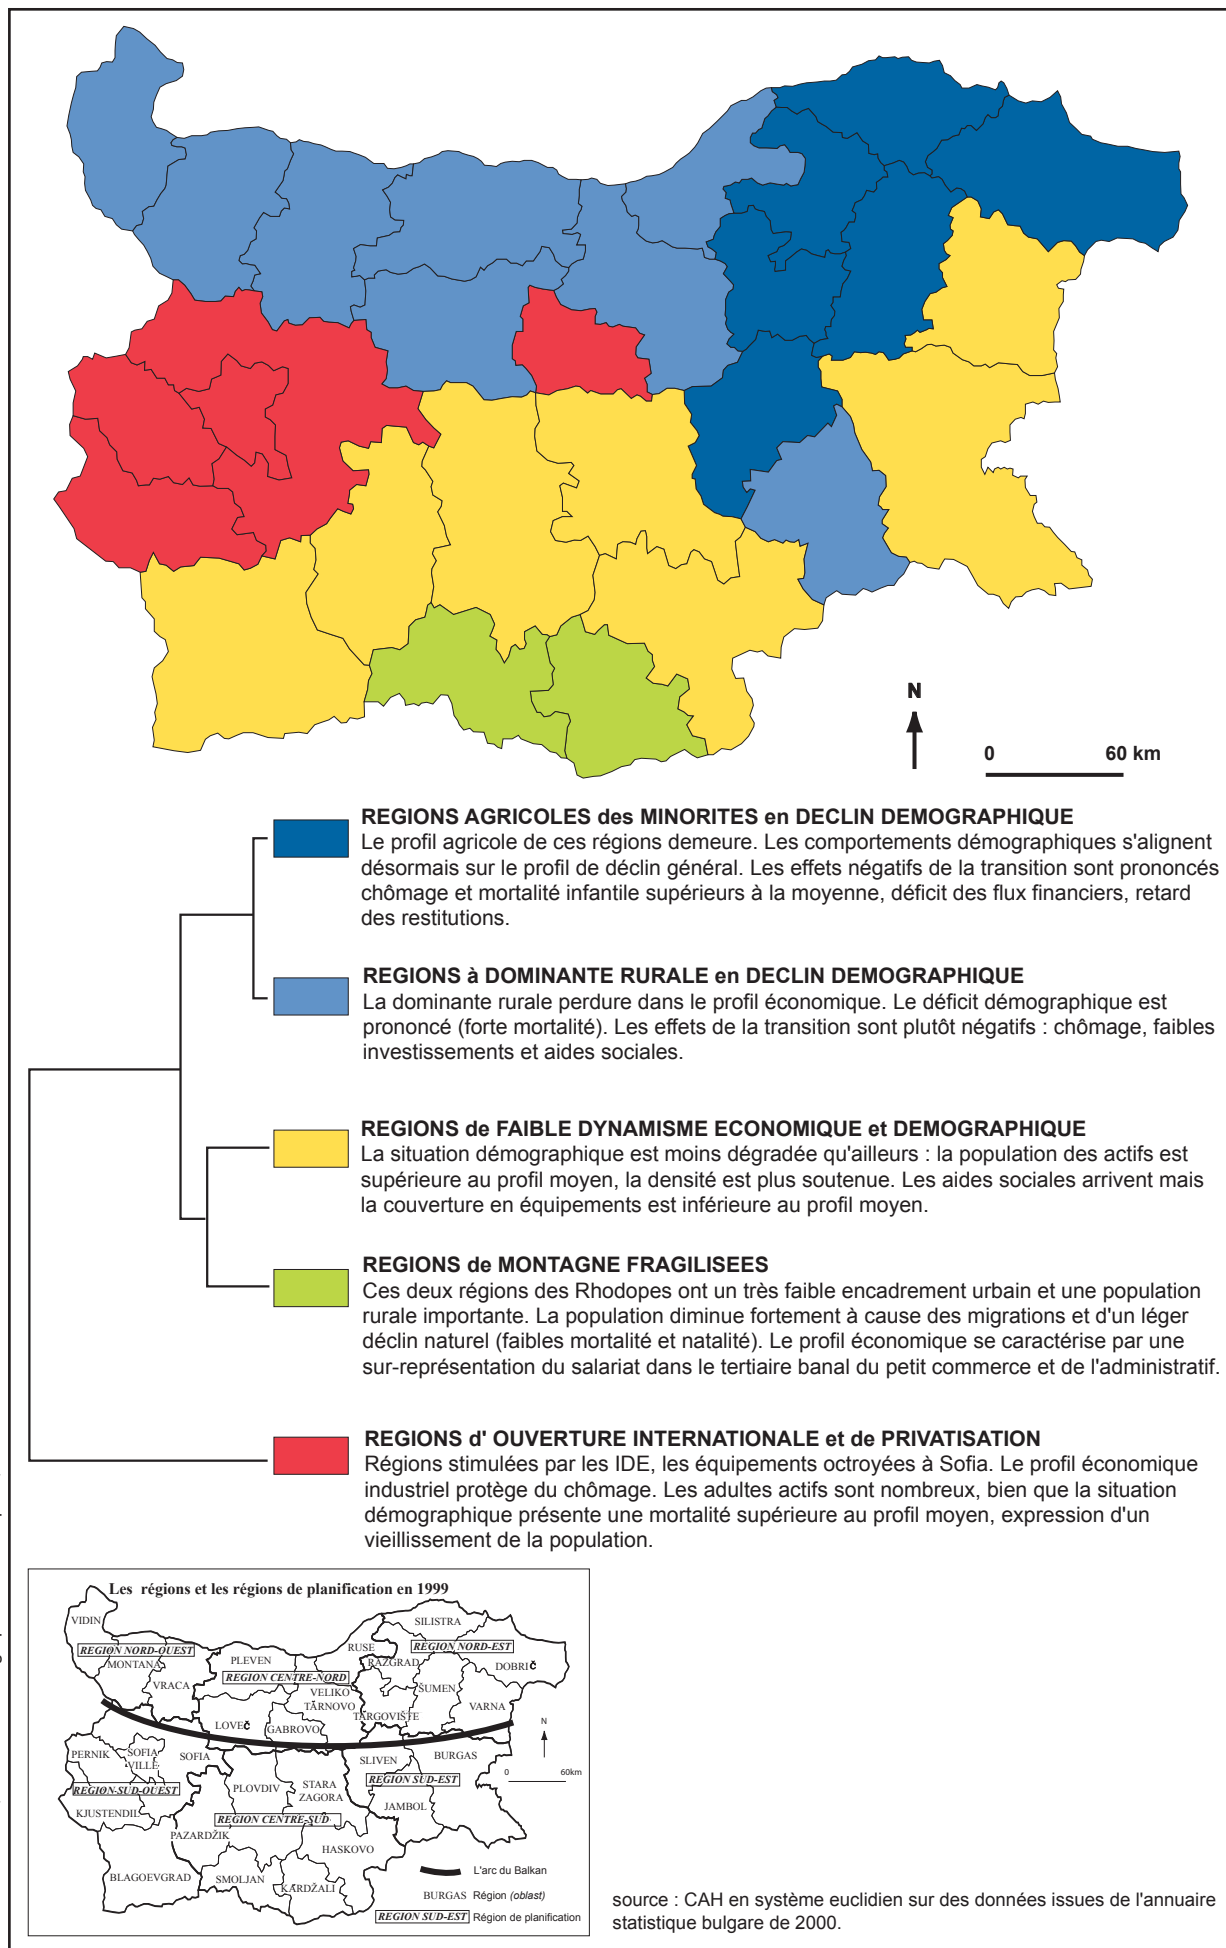 N
0 60 km
REGIONS AGRICOLES des MINORITES en DECLIN DEMOGRAPHIQUE
Le profil agricole de ces régions demeure. Les comportements démographiques s'alignent
désormais sur le profil de déclin général. Les effets négatifs de la transition sont prononcés
chômage et mortalité infantile supérieurs à la moyenne, déficit des flux financiers, retard
des restitutions.
REGIONS à DOMINANTE RURALE en DECLIN DEMOGRAPHIQUE
La dominante rurale perdure dans le profil économique. Le déficit démographique est
prononcé (forte mortalité). Les effets de la transition sont plutôt négatifs : chômage, faibles
investissements et aides sociales.
REGIONS de FAIBLE DYNAMISME ECONOMIQUE et DEMOGRAPHIQUE
La situation démographique est moins dégradée qu'ailleurs : la population des actifs est
supérieure au profil moyen, la densité est plus soutenue. Les aides sociales arrivent mais
la couverture en équipements est inférieure au profil moyen.
REGIONS de MONTAGNE FRAGILISEES
Ces deux régions des Rhodopes ont un très faible encadrement urbain et une population
rurale importante. La population diminue fortement à cause des migrations et d'un léger
déclin naturel (faibles mortalité et natalité). Le profil économique se caractérise par une
sur-représentation du salariat dans le tertiaire banal du petit commerce et de l'administratif.
REGIONS d' OUVERTURE INTERNATIONALE et de PRIVATISATION
Régions stimulées par les IDE, les équipements octroyées à Sofia. Le profil économique
industriel protège du chômage. Les adultes actifs sont nombreux, bien que la situation
démographique présente une mortalité supérieure au profil moyen, expression d'un
vieillissement de la population.
Les régions et les régions de planification en 1999
VIDIN
SILISTRA
REGION NORD-OUEST
RUSE
REGION NORD-EST
MONTANA
PLEVEN
RAZGRAD
DOBRIČ
REGION CENTRE-NORD
VRACA
VELIKO
TARNOVO
ŠUMEN
VARNA
LOVEČ
GABROVO
TARGOVIŠTE
N
PERNIK
SOFIA
VILLE
SOFIA
SLIVEN
BURGAS
0 60km
REGION SUD-OUEST
PLOVDIV
STARA
ZAGORA
REGION SUD-EST
KJUSTENDIL
REGION CENTRE-SUD
JAMBOL
PAZARDŽIK
HASKOVO
BLAGOEVGRAD
SMOLJAN
KARDŽALI
L'arc du Balkan
BURGAS Région (oblast)
REGION SUD-EST Région de planification
source : CAH en système euclidien sur des données issues de l'annuaire
statistique bulgare de 2000.